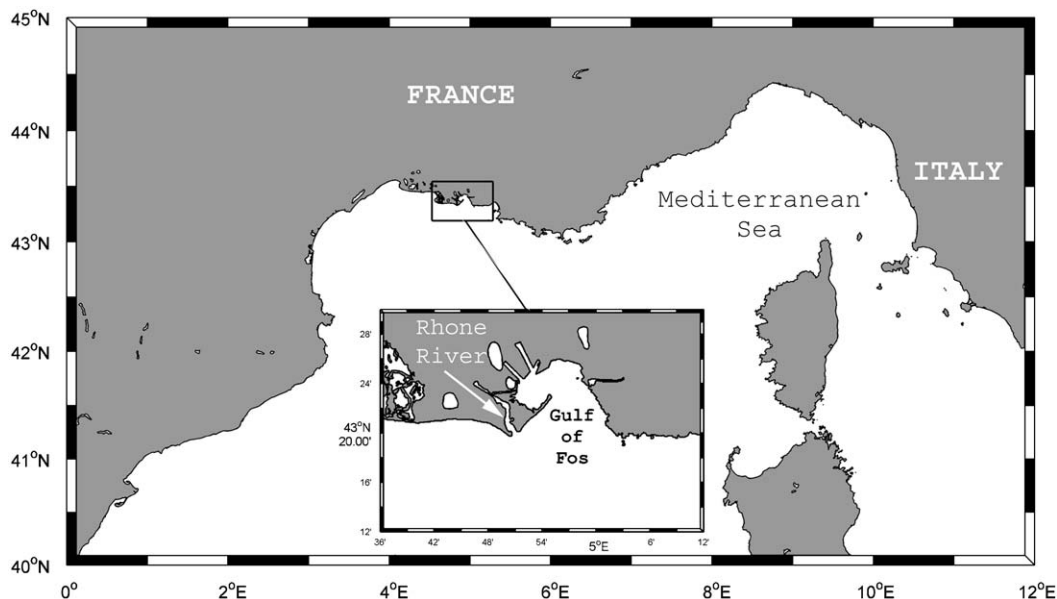 45°N
44°N
43°N
42°N
41°N
40°N
FRANCE
ITALY
Mediterranean
Sea
Rhone
River
Gulf
of
Fos
28'
24'
43°N
20.00'
16'
12'
36'
42'
48'
54'
5°E
6'
12'
0°
2°E
4°E
6°E
8°E
10°E
12°E